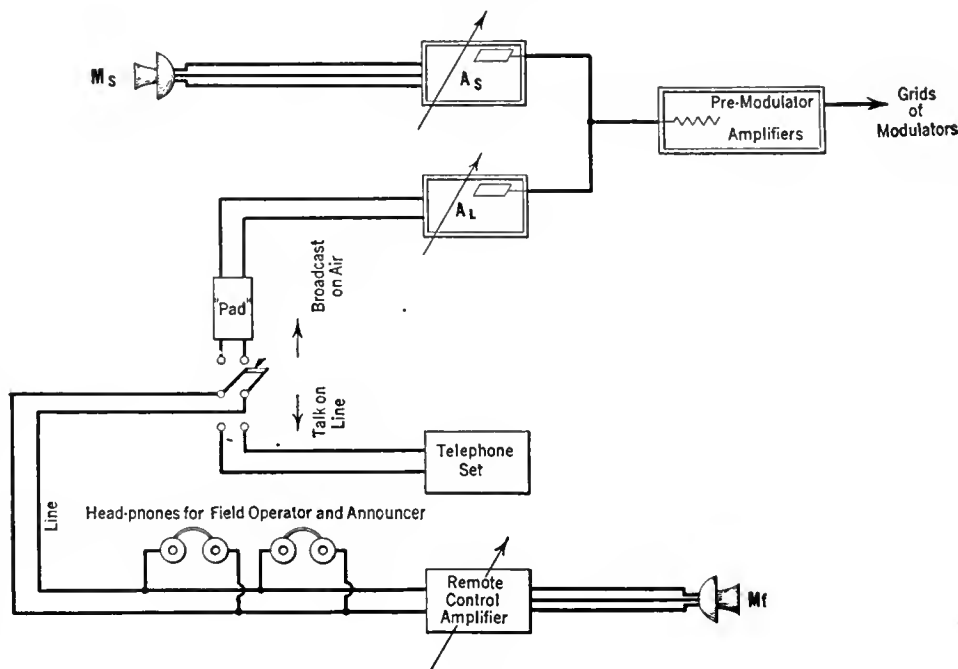 Ms
As
Pre-Modulator
Amplifiers
Grids
of
Modulators
AL
"Pad"
Broadcast
on Air
Talk on
Line
Telephone
Set
Line
Head-pnones for Field Operator and Announcer
Remote
Control
Amplifier
Mf